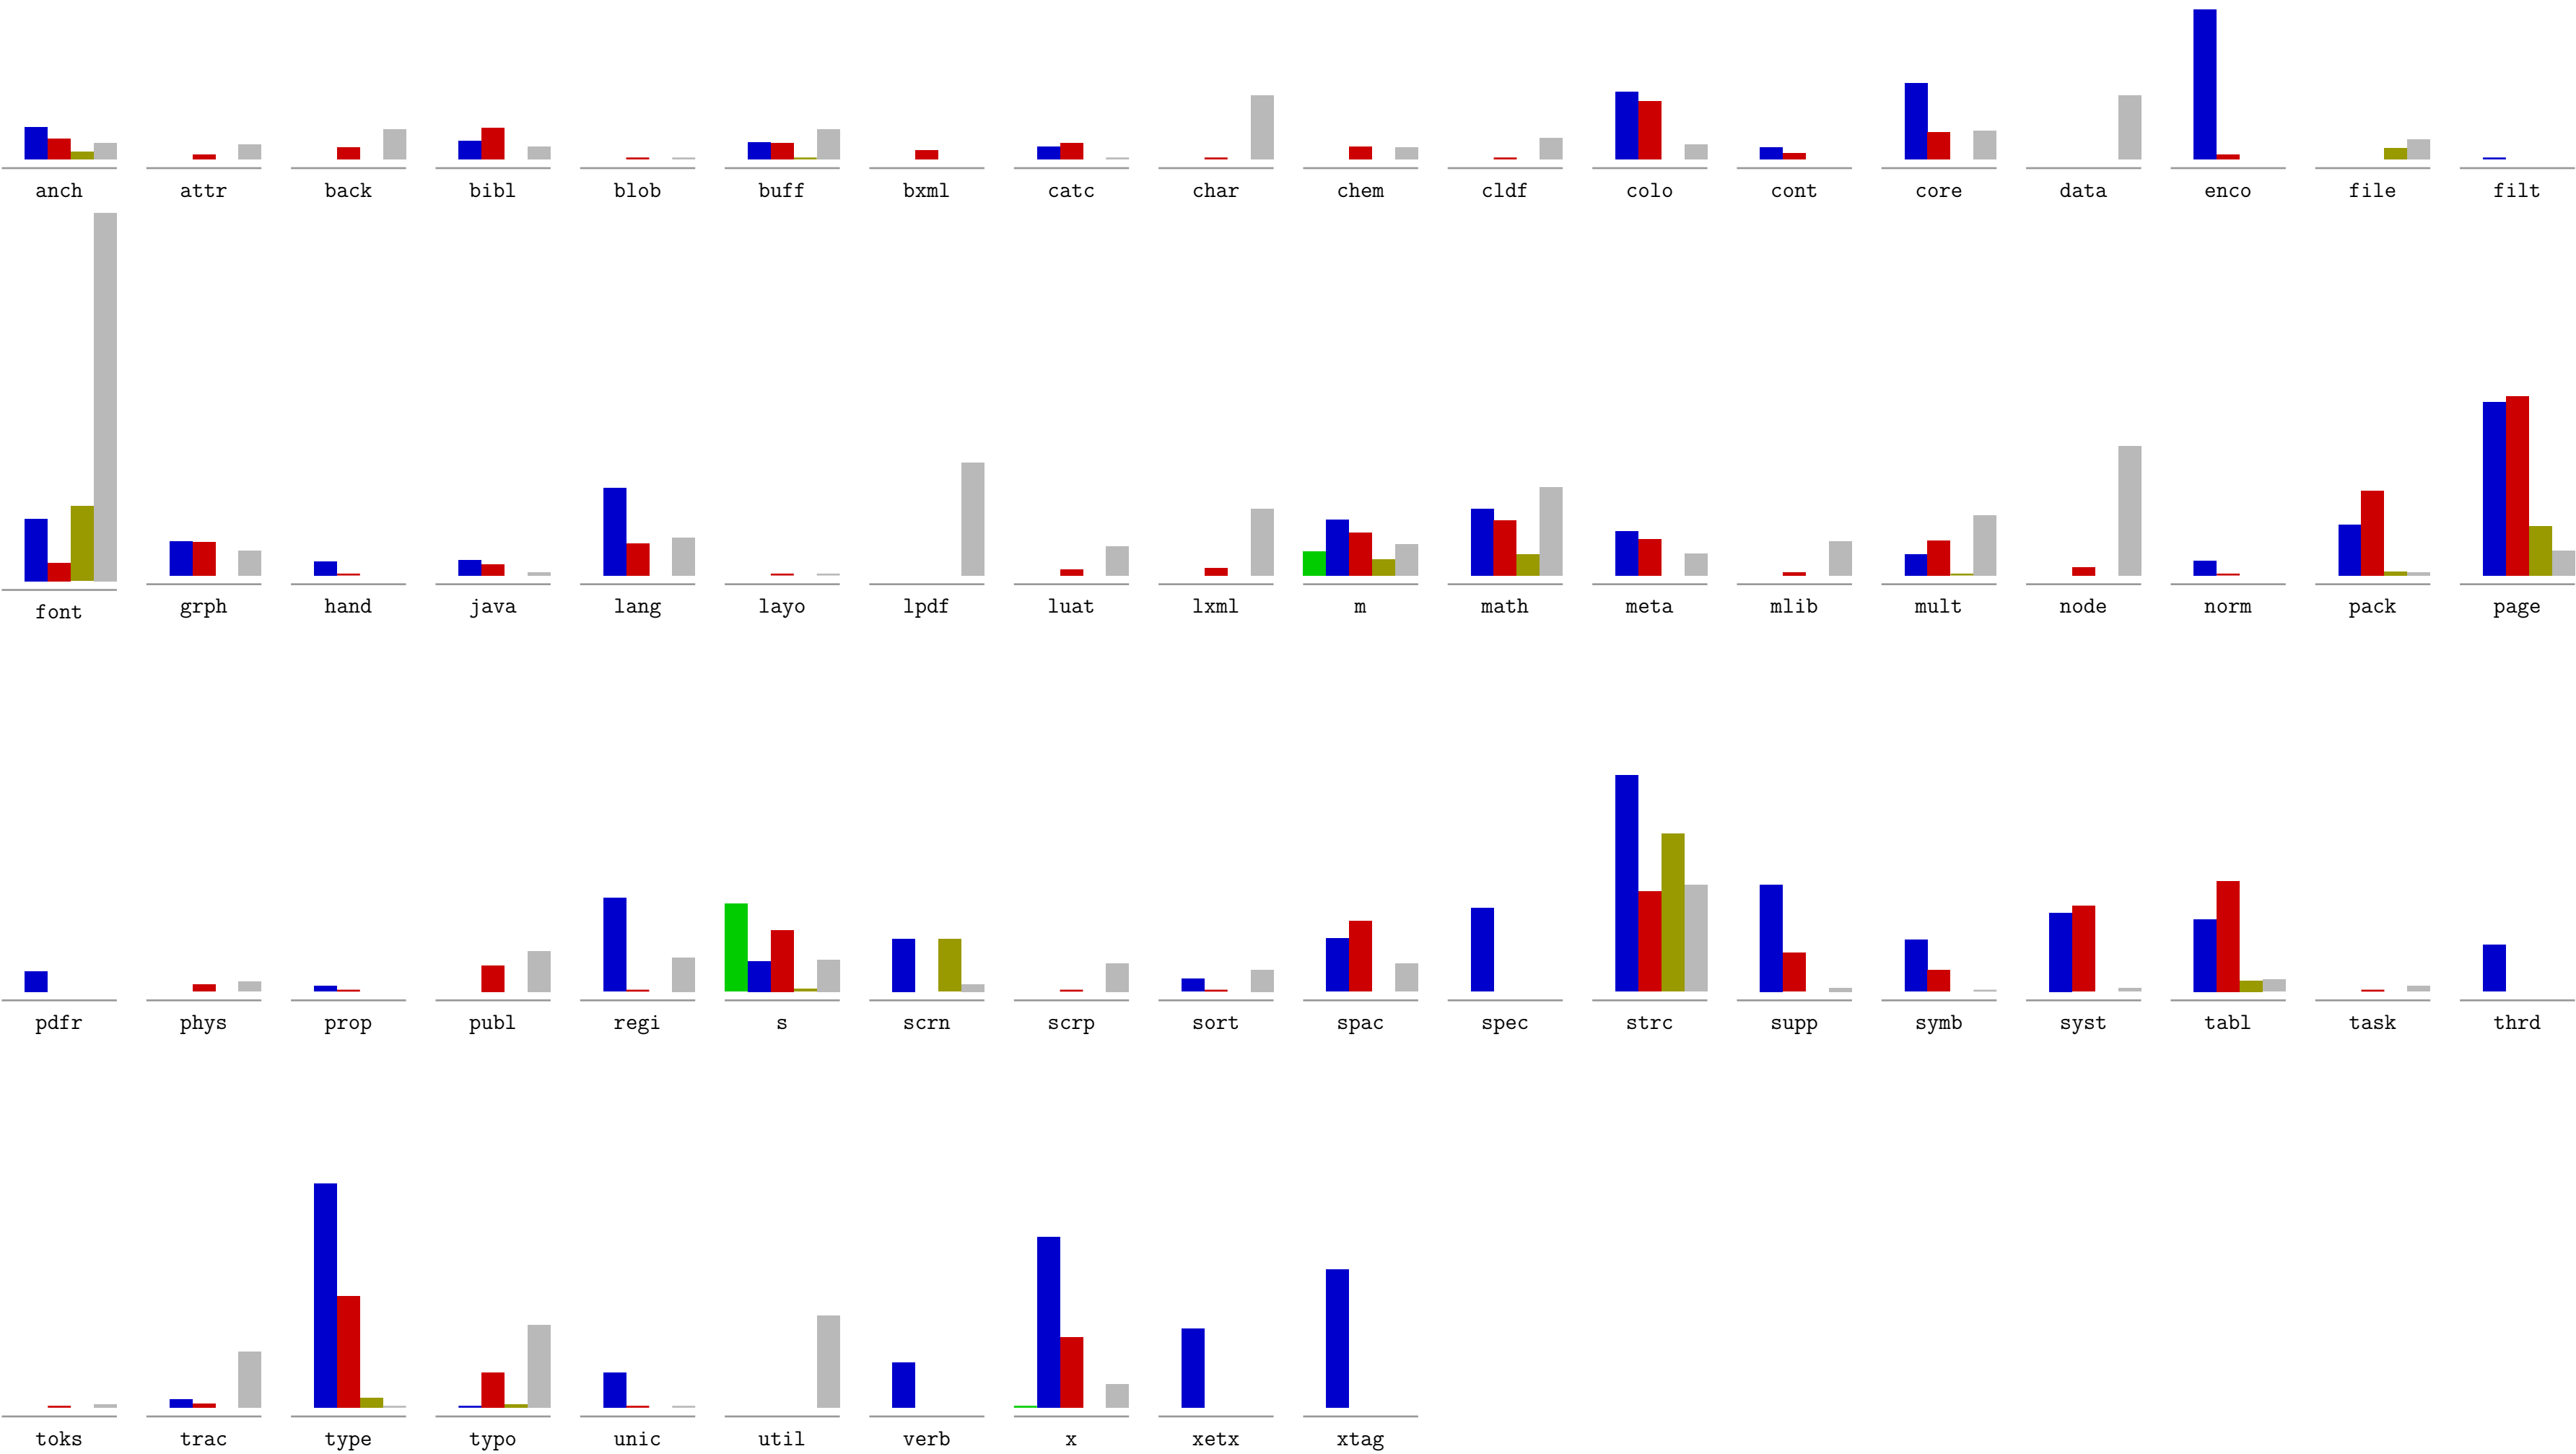 anch attr back bibl blob buff bxml catc char chem cldf colo cont core data enco file filt
font grph hand java lang layo lpdf luat lxml m math meta mlib mult node norm pack page
pdfr phys prop publ regi s scrn scrp sort spac spec strc supp symb syst tabl task thrd
toks trac type typo unic util verb x xetx xtag